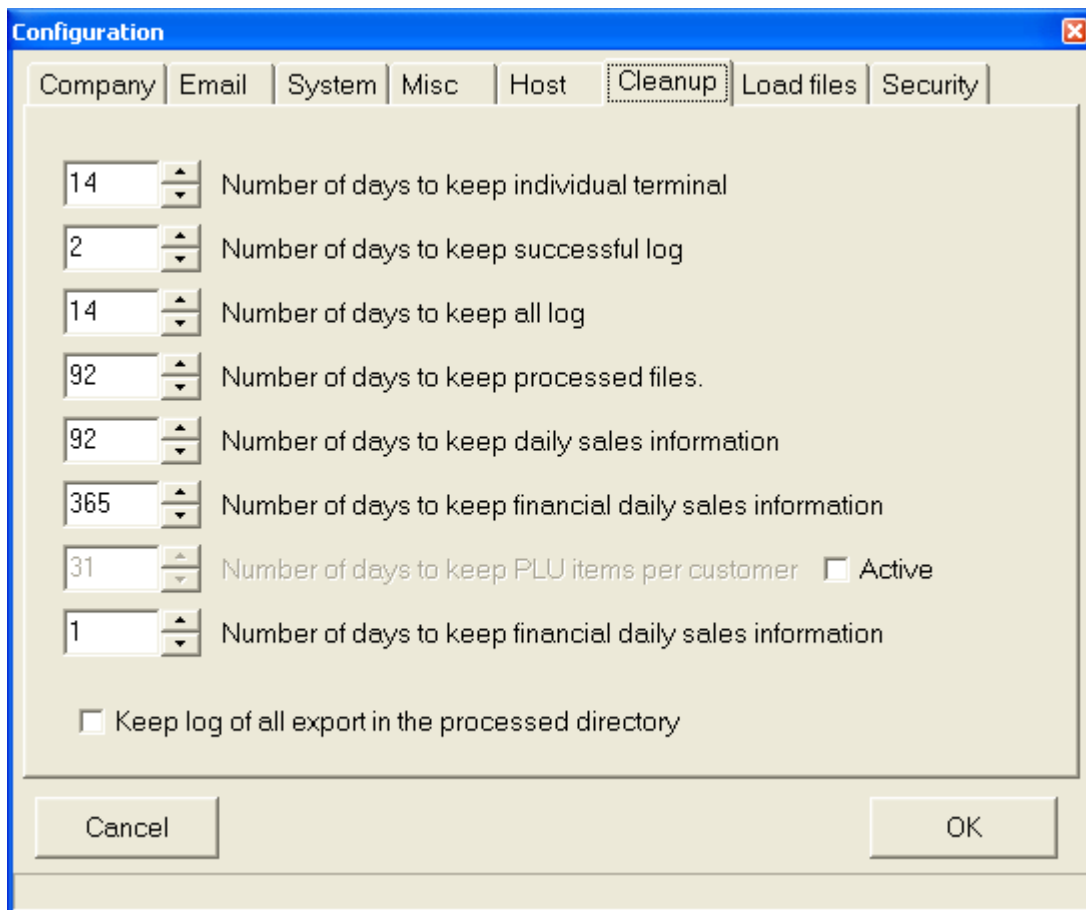 Configuration
Company Email System Misc Host Cleanup Load files Security
14 Number of days to keep individual terminal
2 Number of days to keep successful log
14 Number of days to keep all log
92 Number of days to keep processed files.
92 Number of days to keep daily sales information
365 Number of days to keep financial daily sales information
31 Number of days to keep PLU items per customer Active
1 Number of days to keep financial daily sales information
Keep log of all export in the processed directory
Cancel OK